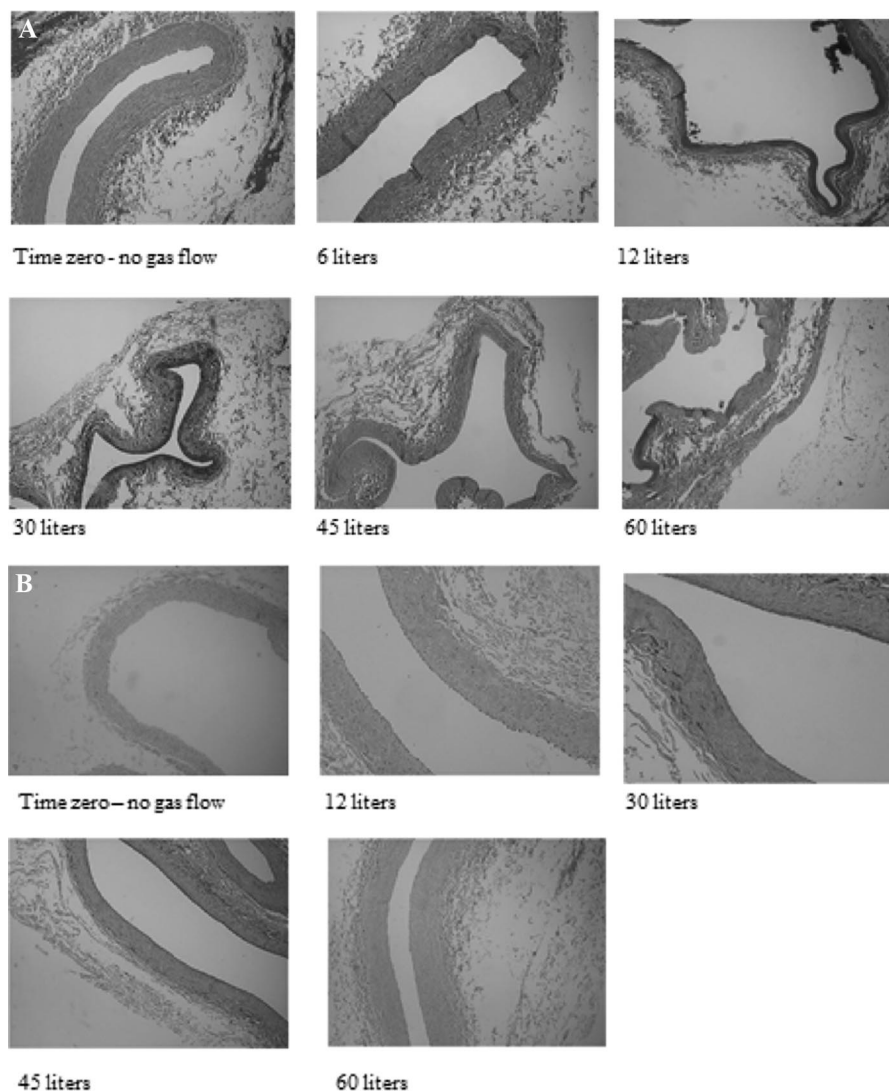 A
Time zero - no gas flow
6 liters
12 liters
30 liters
45 liters
60 liters
B
Time zero – no gas flow
12 liters
30 liters
45 liters
60 liters